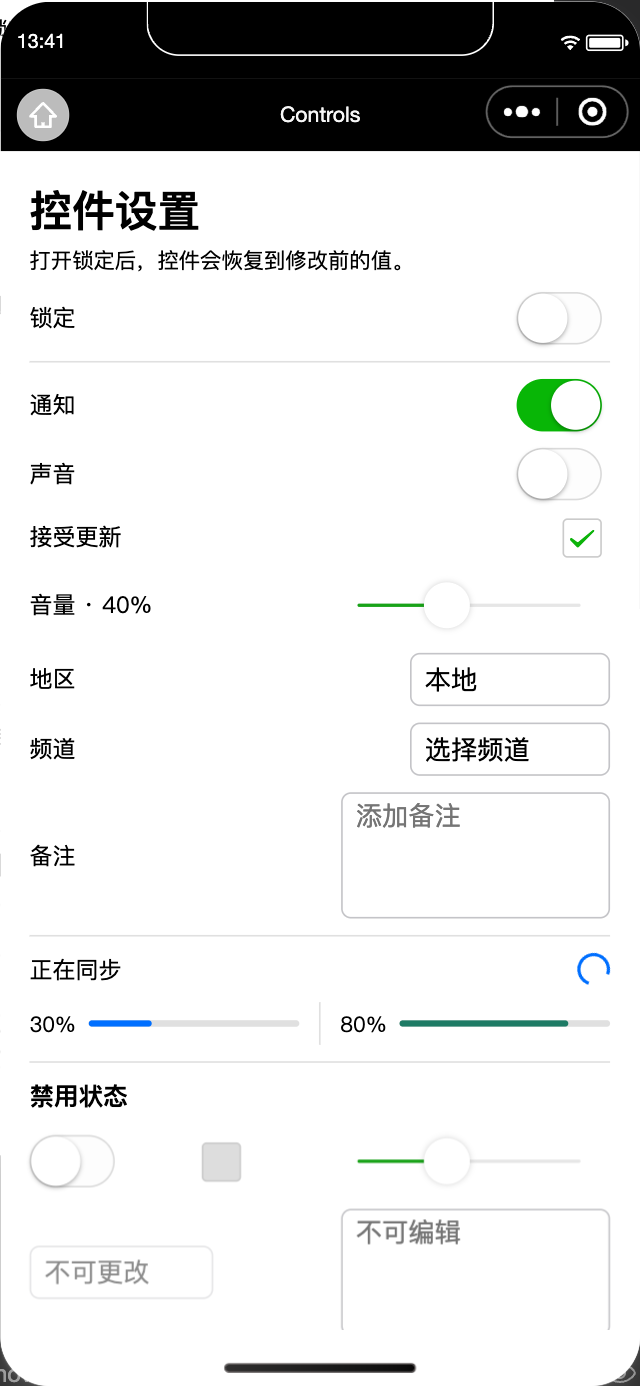 13:41
Controls
控件设置
打开锁定后，控件会恢复到修改前的值。
锁定
通知
声音
接受更新
音量 · 40%
地区
本地
频道
选择频道
添加备注
备注
正在同步
30%
80%
禁用状态
不可编辑
不可更改